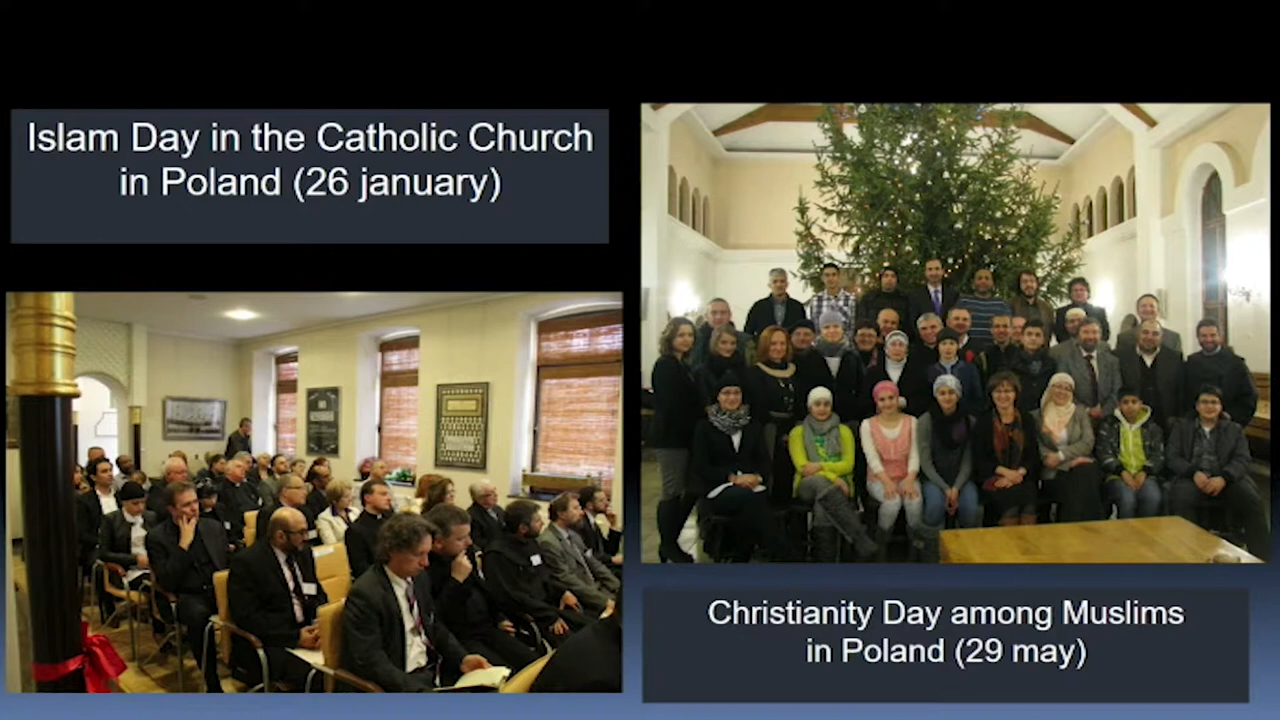 Islam Day in the Catholic Church
in Poland (26 january)
Christianity Day among Muslims
in Poland (29 may)